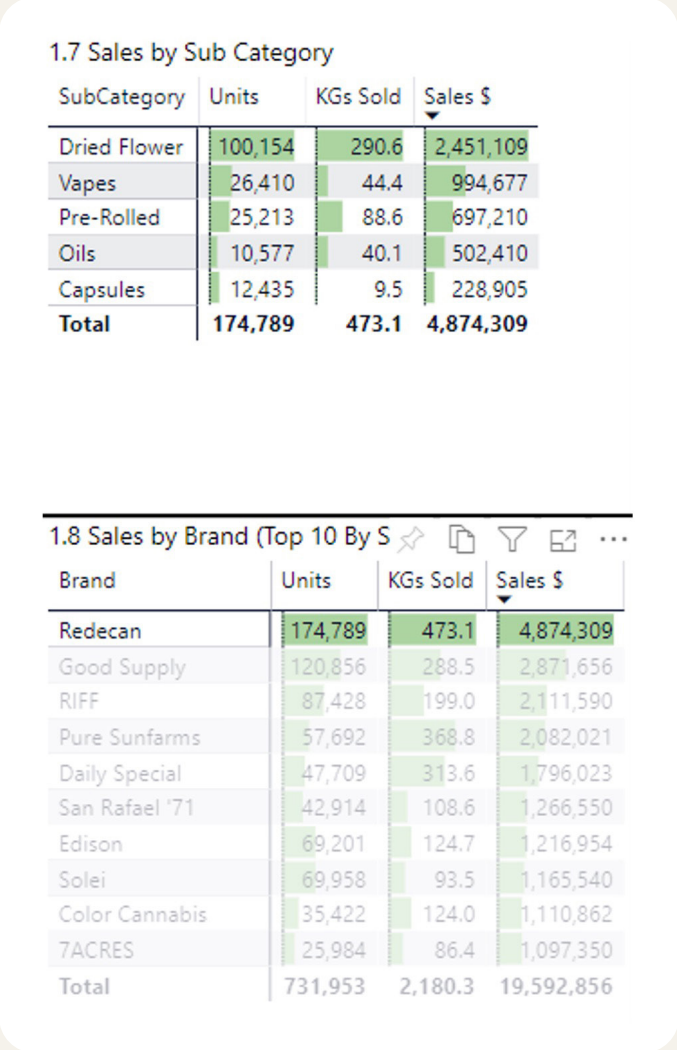 1.7 Sales by Sub Category
SubCategory Units KGs Sold Sales $
Dried Flower 100,154 290.6 2,451,109
Vapes 26,410 44.4 994,677
Pre-Rolled 25,213 88.6 697,210
Oils 10,577 40.1 502,410
Capsules 12,435 9.5 228,905
Total 174,789 473.1 4,874,309
1.8 Sales by Brand (Top 10 By S
Brand Units KGs Sold Sales $
Redecan 174,789 473.1 4,874,309
Good Supply 120,856 288.5 2,871,656
RIFF 87,428 199.0 2,111,590
Pure Sunfarms 57,692 368.8 2,082,021
Daily Special 47,709 313.6 1,796,023
San Rafael '71 42,914 108.6 1,266,550
Edison 69,201 124.7 1,216,954
Solei 69,958 93.5 1,165,540
Color Cannabis 35,422 124.0 1,110,862
7ACRES 25,984 86.4 1,097,350
Total 731,953 2,180.3 19,592,856